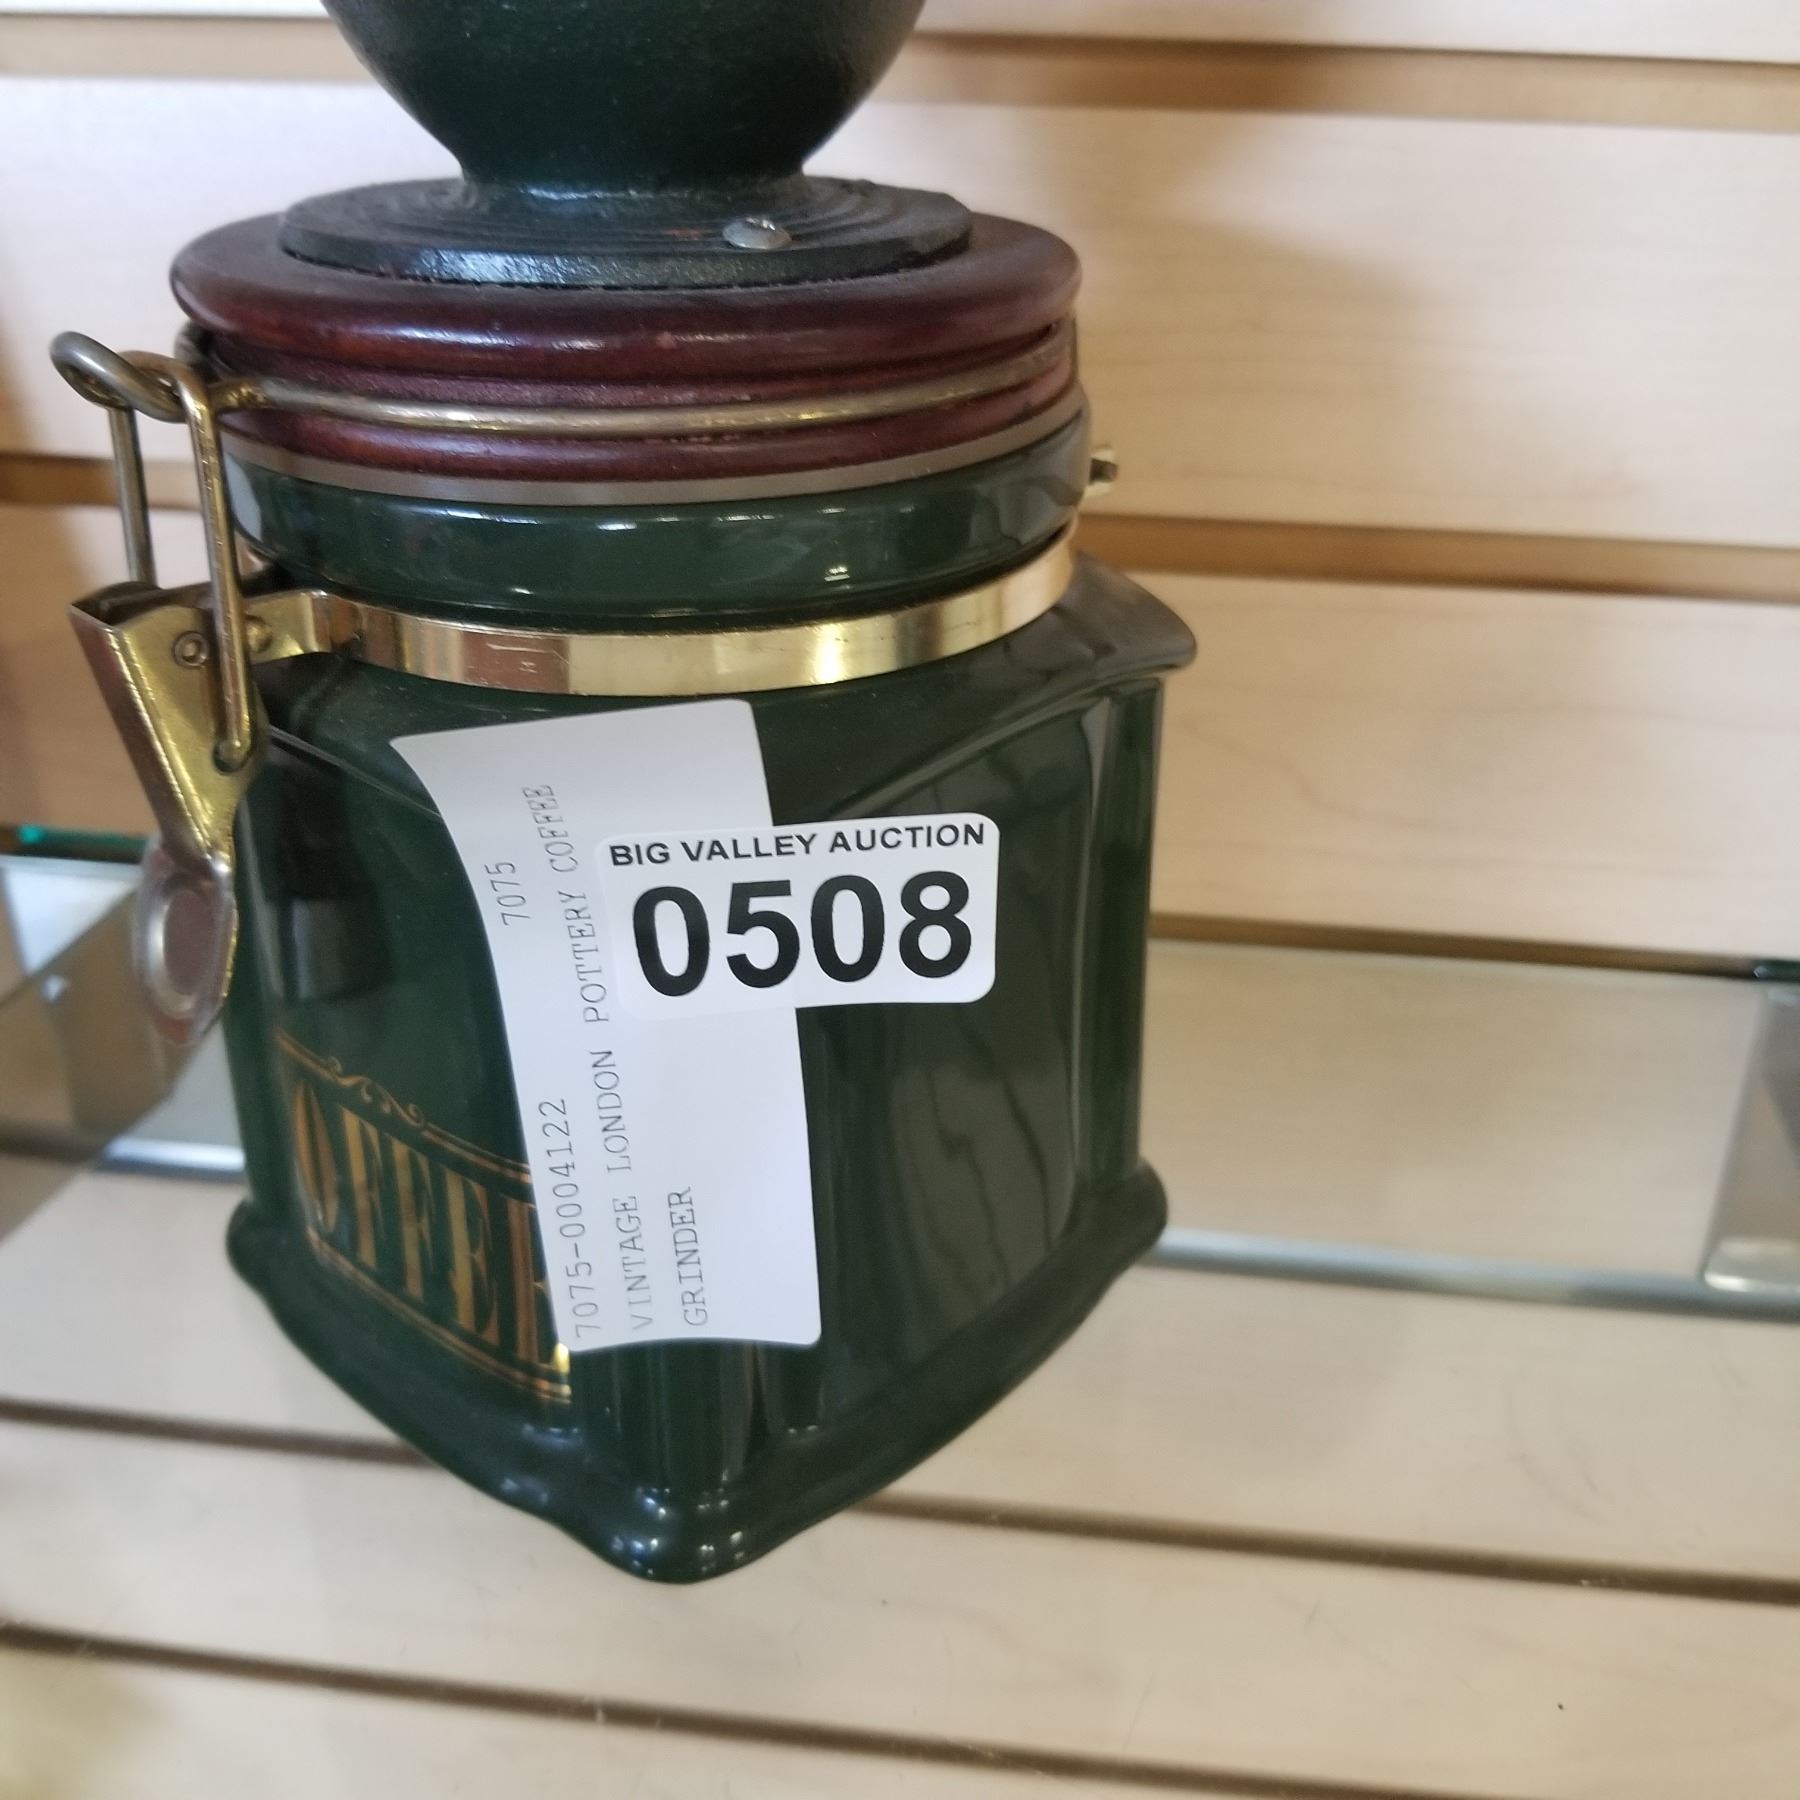 BIG VALLEY AUCTION
0508
7075
7075-0004122
VINTAGE LONDON POTTERY COFFEE
GRINDER
OFFEE